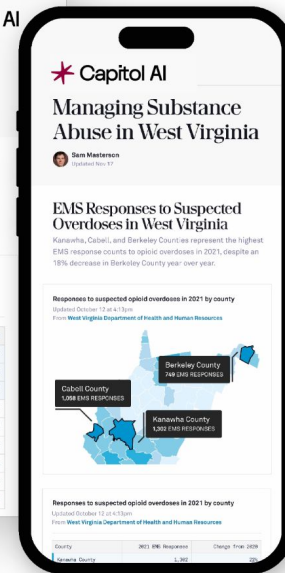 AI
Capitol AI
Managing Substance
Abuse in West Virginia
Sam Masterson
Updated Nov 17
EMS Responses to Suspected
Overdoses in West Virginia
Kanawha, Cabell, and Berkeley Counties represent the highest
EMS response counts to opioic overdoses in 2021, despite an
18% decrease in Berkeley County year over year.
Responses to suspected opioid overdoses in 2021 by county
Updated October 12 at 4:13pm
From West Virginia Department of Health and Human Resources
Berkeley County
749 EMS RESPONSES
Cabell County
1,058 EMS RESPONSES
Kanawha County
1,302 EMS RESPONSES
Responses to suspected opioid overdoses in 2021 by county
Updated October 12 at 4:13pm
From West Virginia Department of Health and Human Resources
County 2021 EMS Responses Change from 2020
Kanawha County 1,302